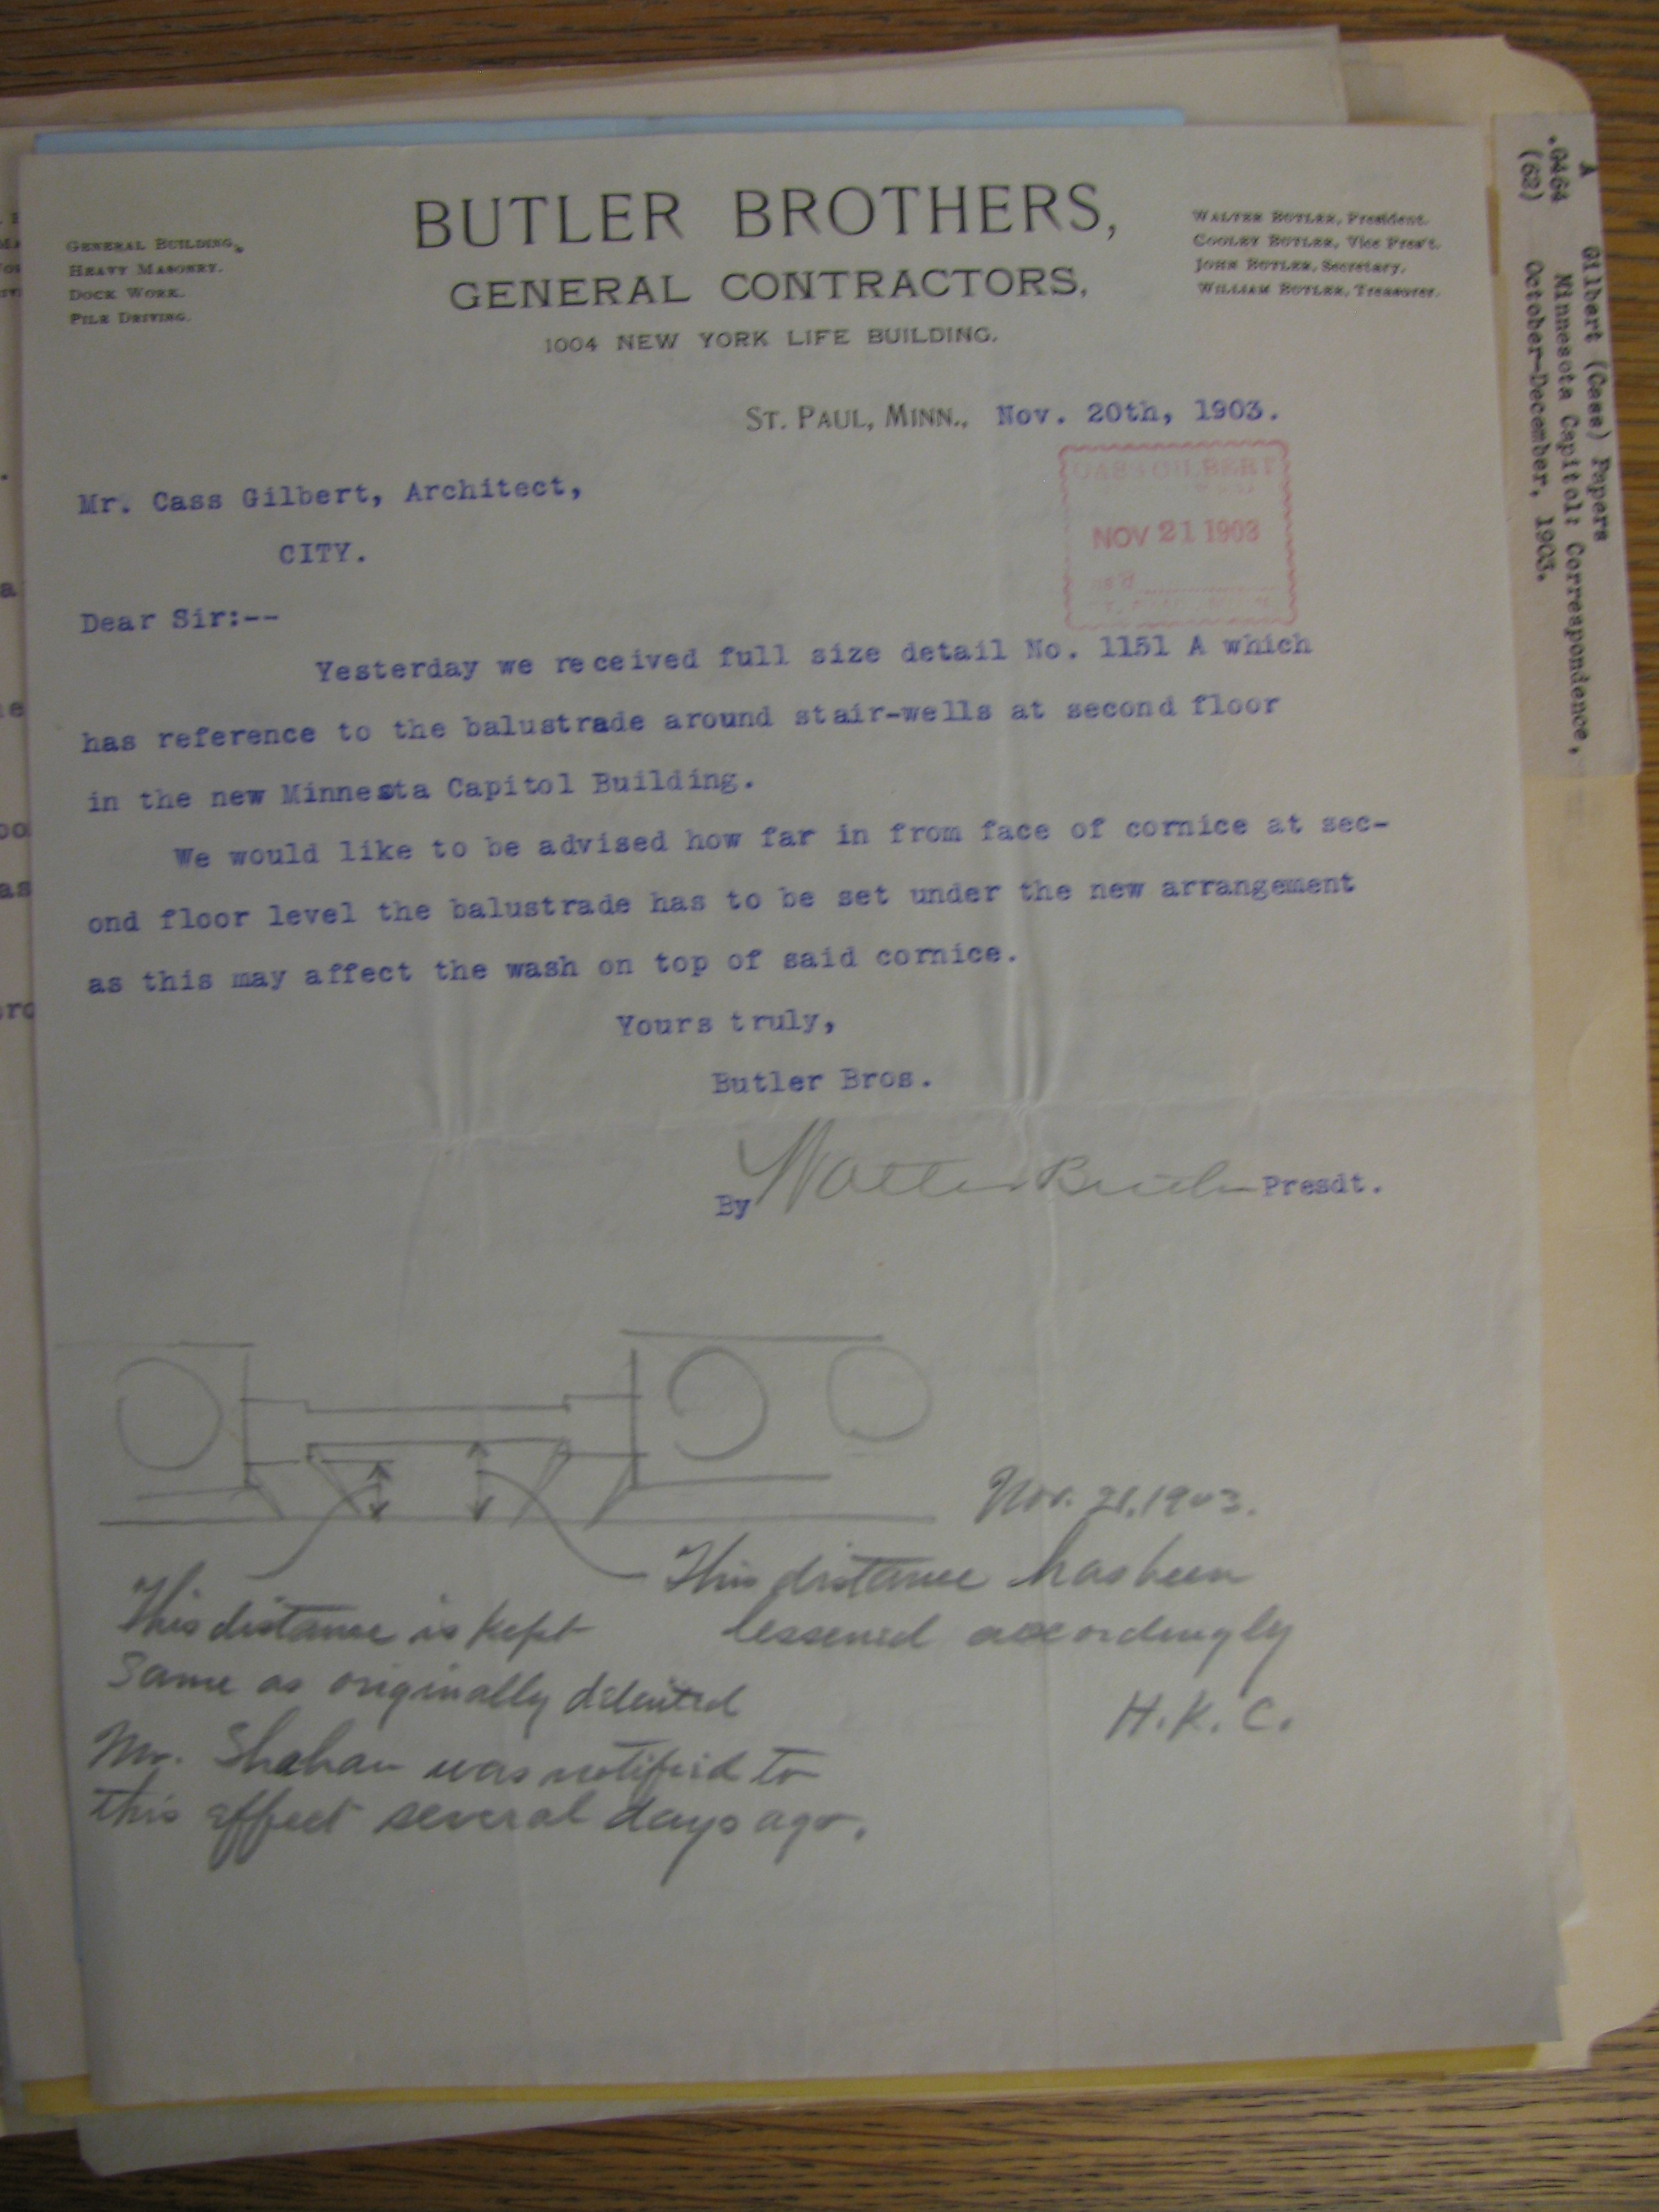 BUTLER BROTHERS,
GENERAL CONTRACTORS,
1004 NEW YORK LIFE BUILDING.
GENERAL BUILDING,
HEAVY MASONRY.
DOCK WORK.
PILE DRIVING.
WALTER BUTLER, President.
COOLEY BUTLER, Vice Pres't.
JOHN BUTLER, Secretary.
WILLIAM BUTLER, Treasurer.
ST. PAUL, MINN., Nov. 20th, 1903.
CASS GILBERT
NOV 21 1903
Mr. Cass Gilbert, Architect,
CITY.
Dear Sir:--
Yesterday we received full size detail No. 1151 A which
has reference to the balustrade around stair-wells at second floor
in the new Minnesta Capitol Building.
We would like to be advised how far in from face of cornice at sec-
ond floor level the balustrade has to be set under the new arrangement
as this may affect the wash on top of said cornice.
Yours truly,
Butler Bros.
By Walter Butler Presdt.
Nov. 21, 1903.
This distance has been
lessened accordingly
H.K.C.
This distance is kept
same as originally
Mr. Shahan was notified to
this effect several days ago.
A
.G464
(62)
Gilbert (Cass) Papers
Minnesota Capitol: Correspondence,
October-December, 1903.